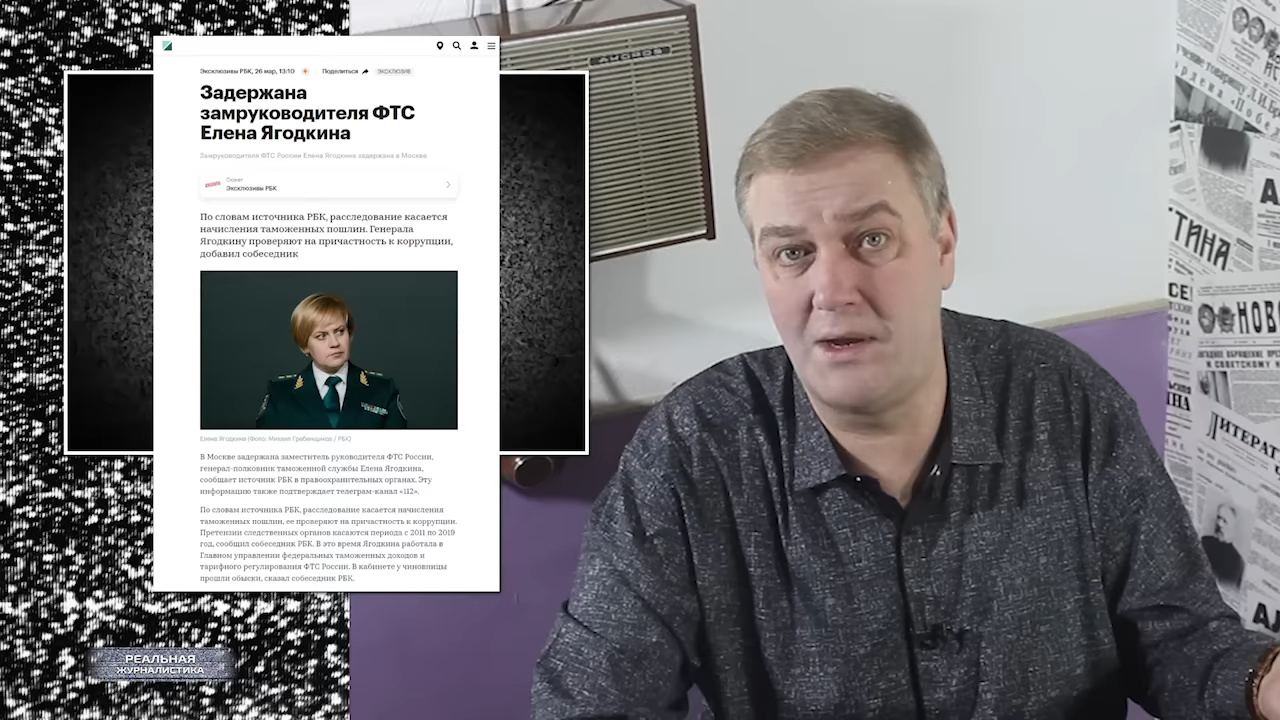 Эксклюзивы РБК, 26 мар, 13:10
Поделиться
ЭКСКЛЮЗИВ
Задержана
замруководителя ФТС
Елена Ягодкина
Замруководителя ФТС России Елена Ягодкина задержана в Москве
Сюжет
Эксклюзивы РБК
По словам источника РБК, расследование касается
начисления таможенных пошлин. Генерала
Ягодкину проверяют на причастность к коррупции,
добавил собеседник
Елена Ягодкина (Фото: Михаил Гребенщиков / РБК)
В Москве задержана заместитель руководителя ФТС России,
генерал-полковник таможенной службы Елена Ягодкина,
сообщает источник РБК в правоохранительных органах. Эту
информацию также подтверждает телеграм-канал «112».
По словам источника РБК, расследование касается начисления
таможенных пошлин, ее проверяют на причастность к коррупции.
Претензии следственных органов касаются периода с 2011 по 2019
год, сообщил собеседник РБК. В это время Ягодкина работала в
Главном управлении федеральных таможенных доходов и
тарифного регулирования ФТС России. В кабинете у чиновницы
прошли обыски, сказал собеседник РБК.
РЕАЛЬНАЯ
ЖУРНАЛИСТИКА
ТИНА
НОВ
ЛИТЕРАТ